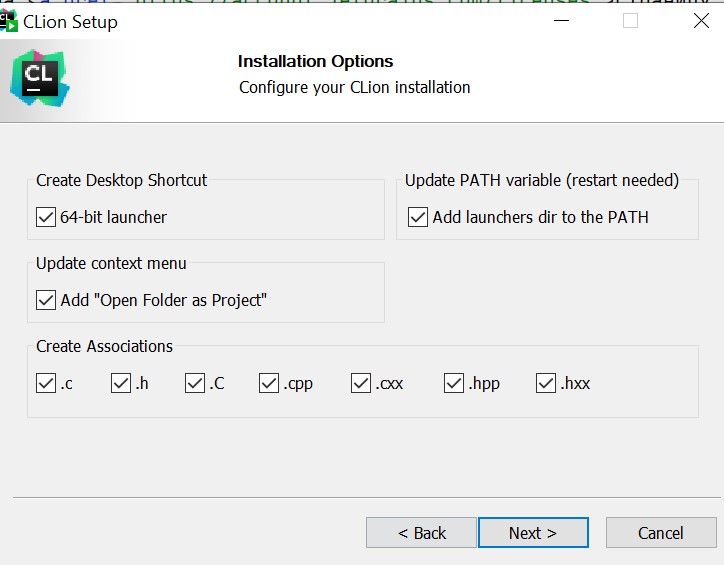 CLion Setup
CL
Installation Options
Configure your CLion installation
Create Desktop Shortcut
64-bit launcher
Update PATH variable (restart needed)
Add launchers dir to the PATH
Update context menu
Add "Open Folder as Project"
Create Associations
.c .h .C .cpp .cxx .hpp .hxx
< Back Next > Cancel